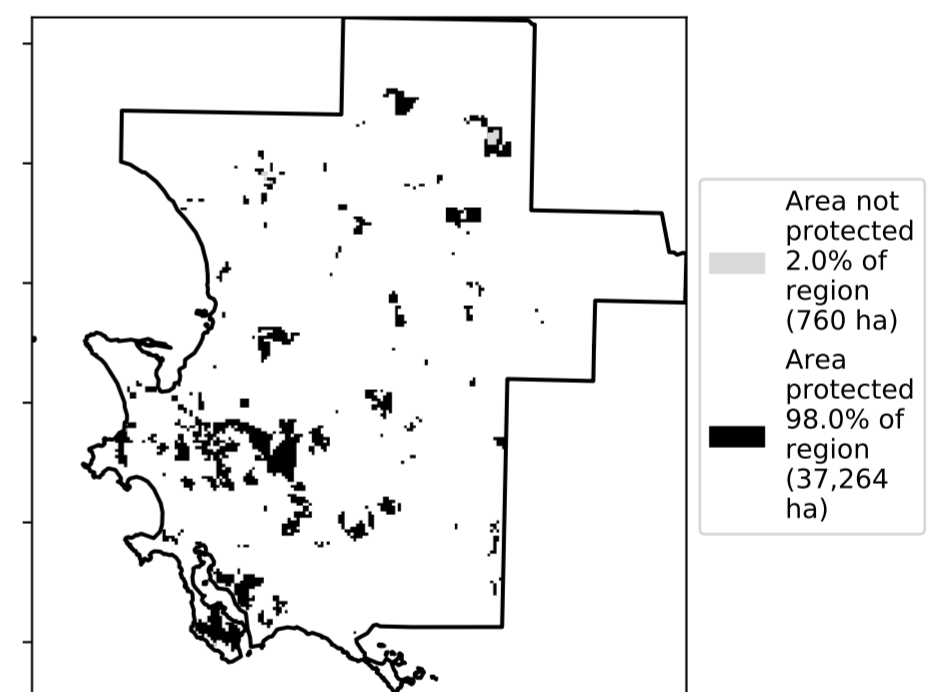 Area not
protected
2.0% of
region
(760 ha)
Area
protected
98.0% of
region
(37,264
ha)